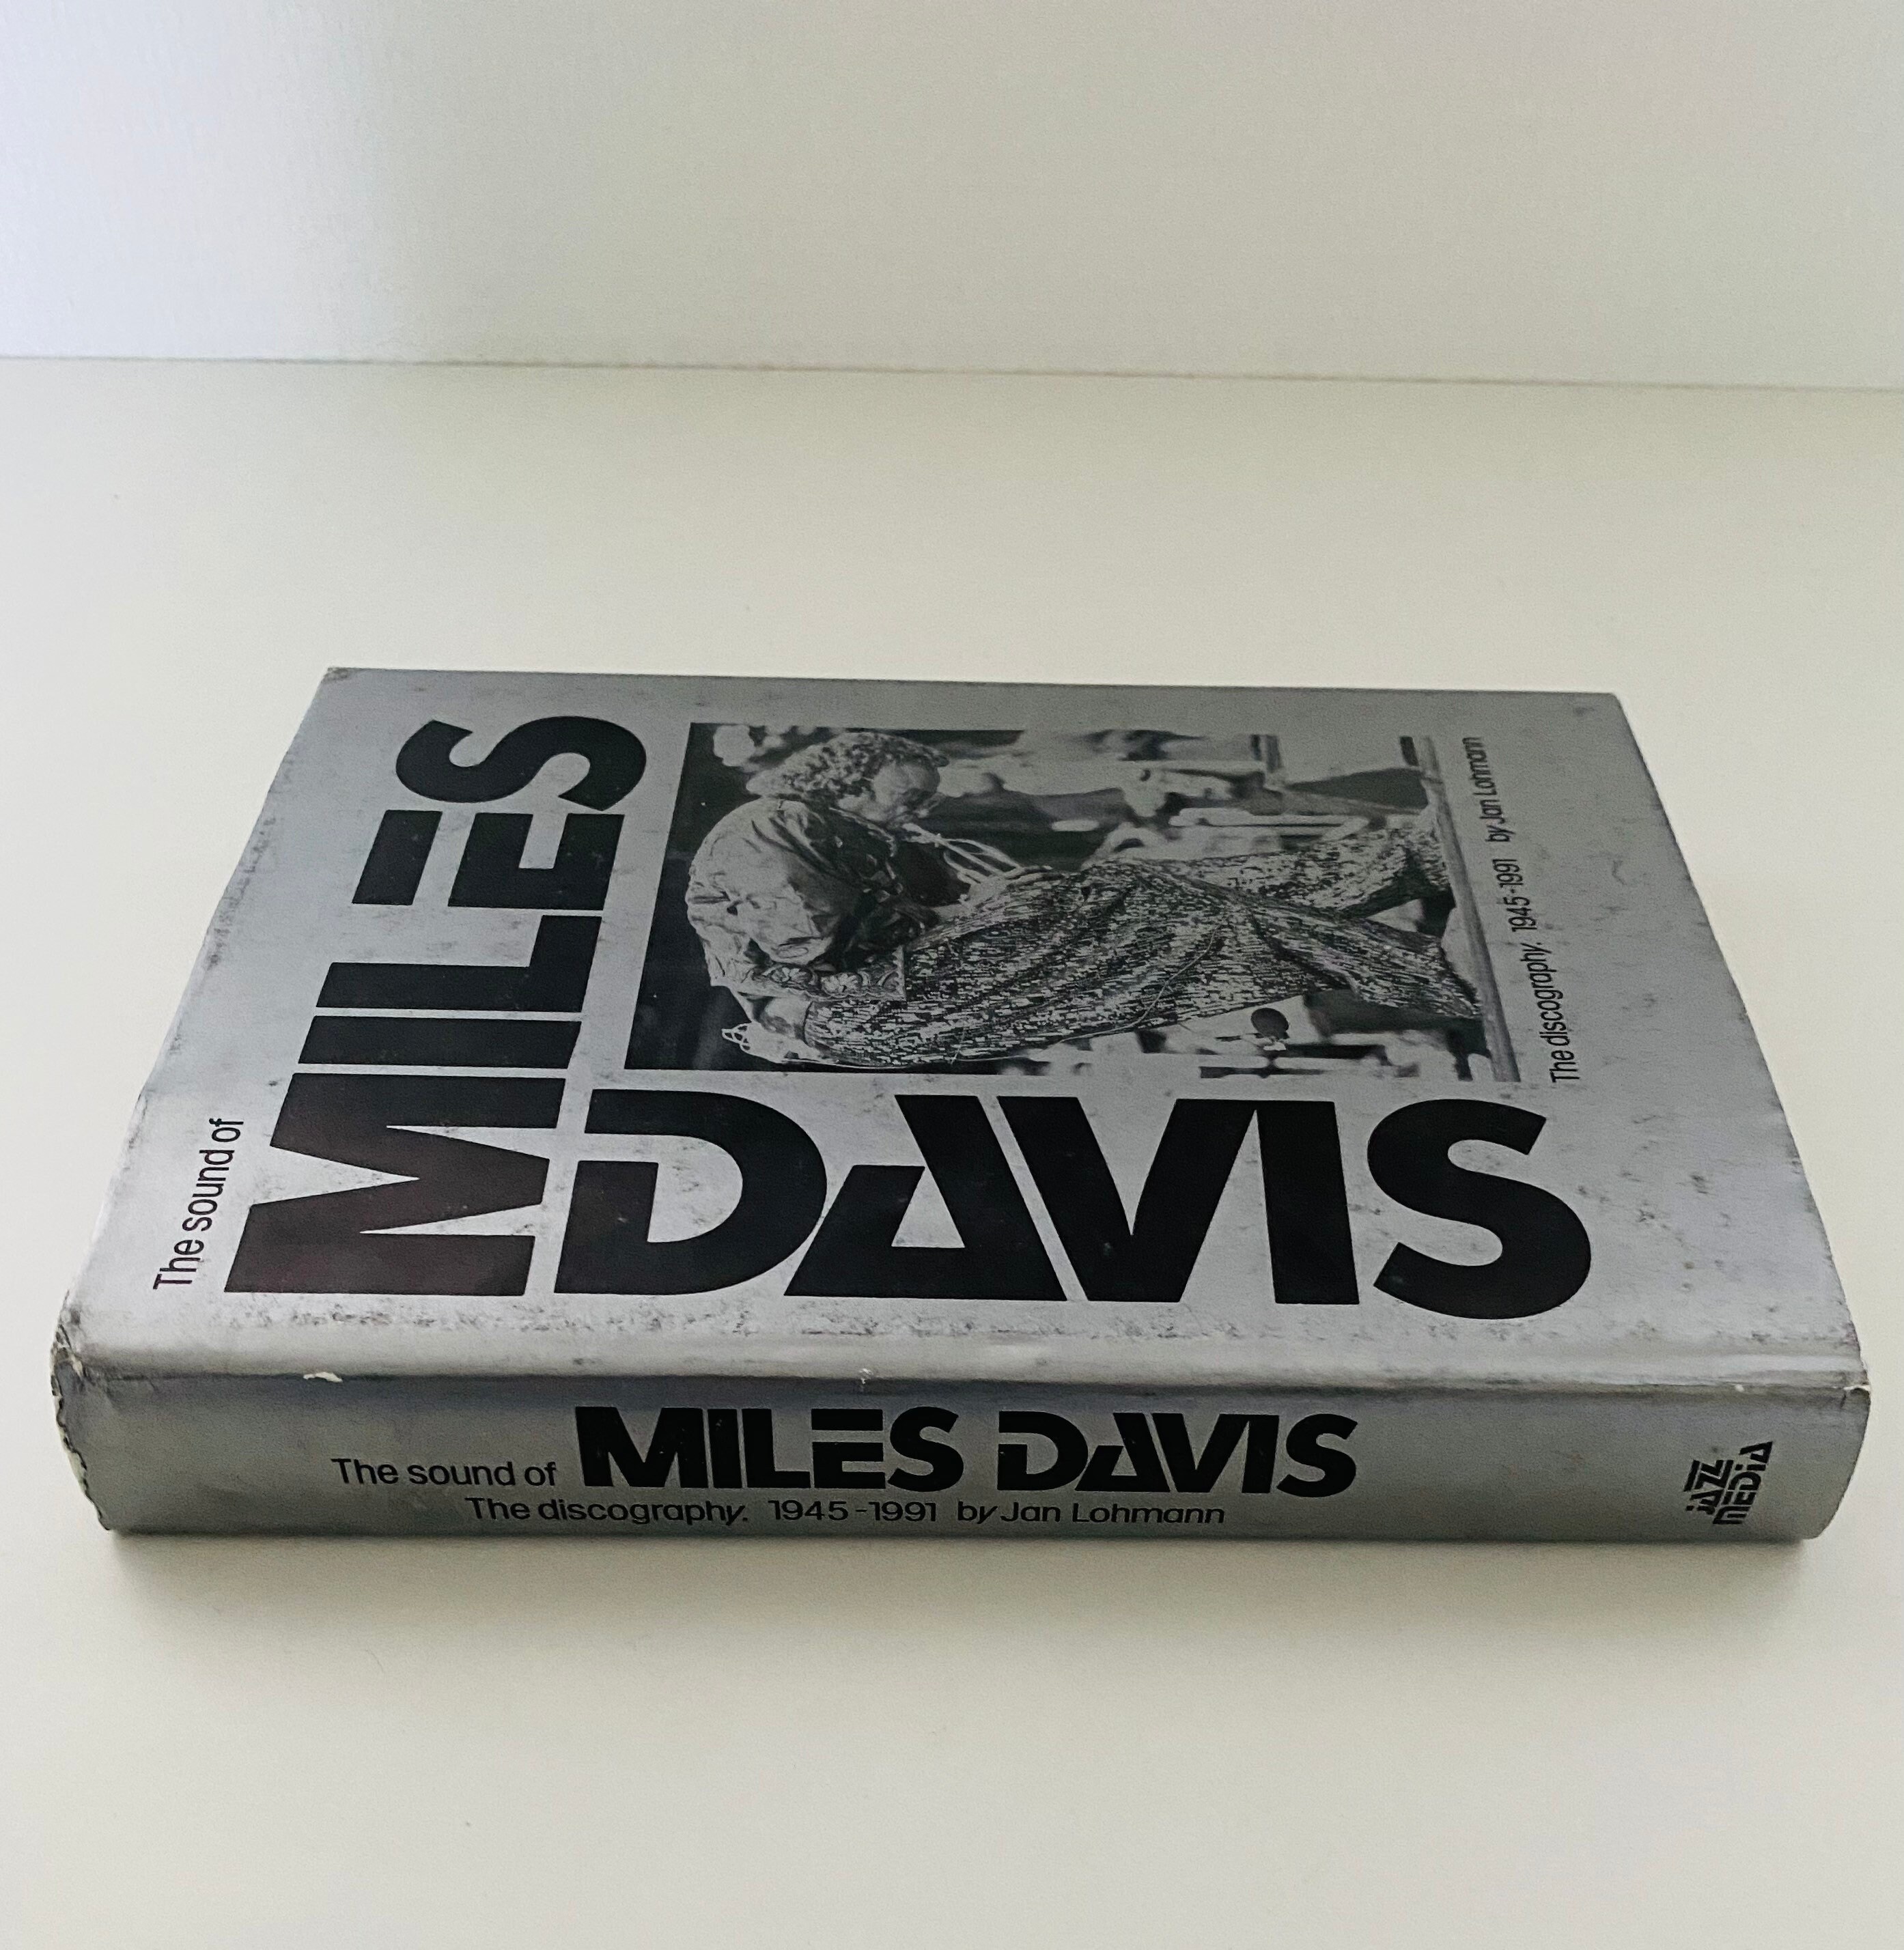 The sound of
MILES
DAVIS
The discography. 1945-1991 by Jan Lohmann
The sound of MILES DAVIS
The discography. 1945-1991 by Jan Lohmann
JAZZ
MEDiA